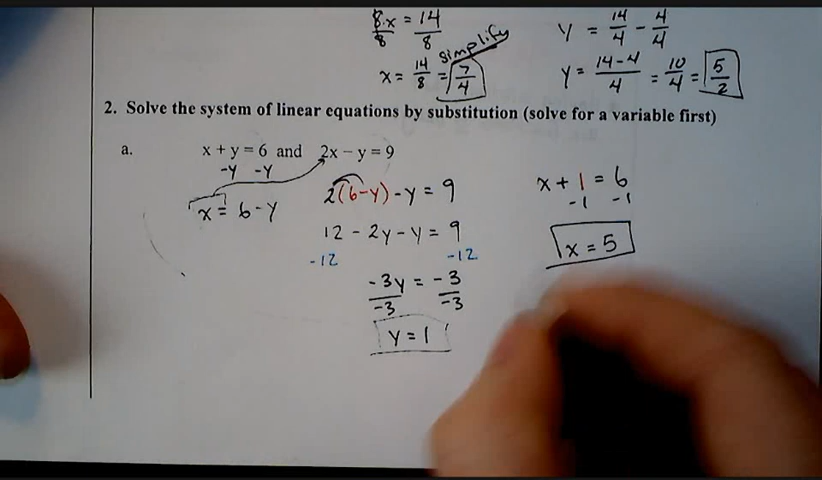 8·x = 14
8 8
simplify
x = 14/8 = 7/4
y = 14/4 - 4/4
y = 14-4/4 = 10/4 = 5/2
2. Solve the system of linear equations by substitution (solve for a variable first)
a. x + y = 6 and 2x – y = 9
-y -y
x = 6-y
2(6-y)-y = 9
12 - 2y - y = 9
-12 -12
-3y = -3
-3 -3
y = 1
x + 1 = 6
-1 -1
x = 5